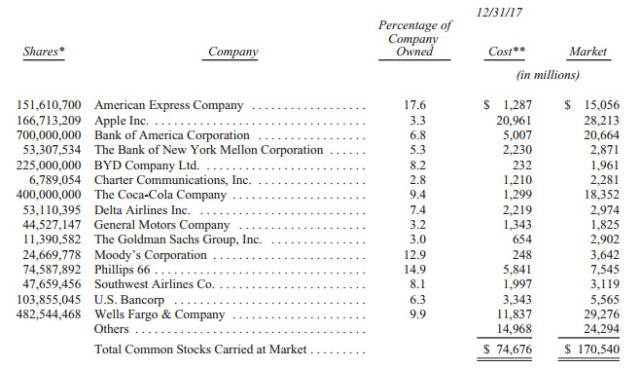 12/31/17
Percentage of
Company
Shares* Company Owned Cost** Market
(in millions)
151,610,700 American Express Company .................. 17.6 $ 1,287 $ 15,056
166,713,209 Apple Inc. .................................. 3.3 20,961 28,213
700,000,000 Bank of America Corporation .................. 6.8 5,007 20,664
53,307,534 The Bank of New York Mellon Corporation ...... 5.3 2,230 2,871
225,000,000 BYD Company Ltd. .......................... 8.2 232 1,961
6,789,054 Charter Communications, Inc. ................. 2.8 1,210 2,281
400,000,000 The Coca-Cola Company ..................... 9.4 1,299 18,352
53,110,395 Delta Airlines Inc. .......................... 7.4 2,219 2,974
44,527,147 General Motors Company .................... 3.2 1,343 1,825
11,390,582 The Goldman Sachs Group, Inc. ................ 3.0 654 2,902
24,669,778 Moody's Corporation ........................ 12.9 248 3,642
74,587,892 Phillips 66 .................................. 14.9 5,841 7,545
47,659,456 Southwest Airlines Co. ........................ 8.1 1,997 3,119
103,855,045 U.S. Bancorp ............................... 6.3 3,343 5,565
482,544,468 Wells Fargo & Company ..................... 9.9 11,837 29,276
Others ..................................... 14,968 24,294
Total Common Stocks Carried at Market ......... $ 74,676 $ 170,540